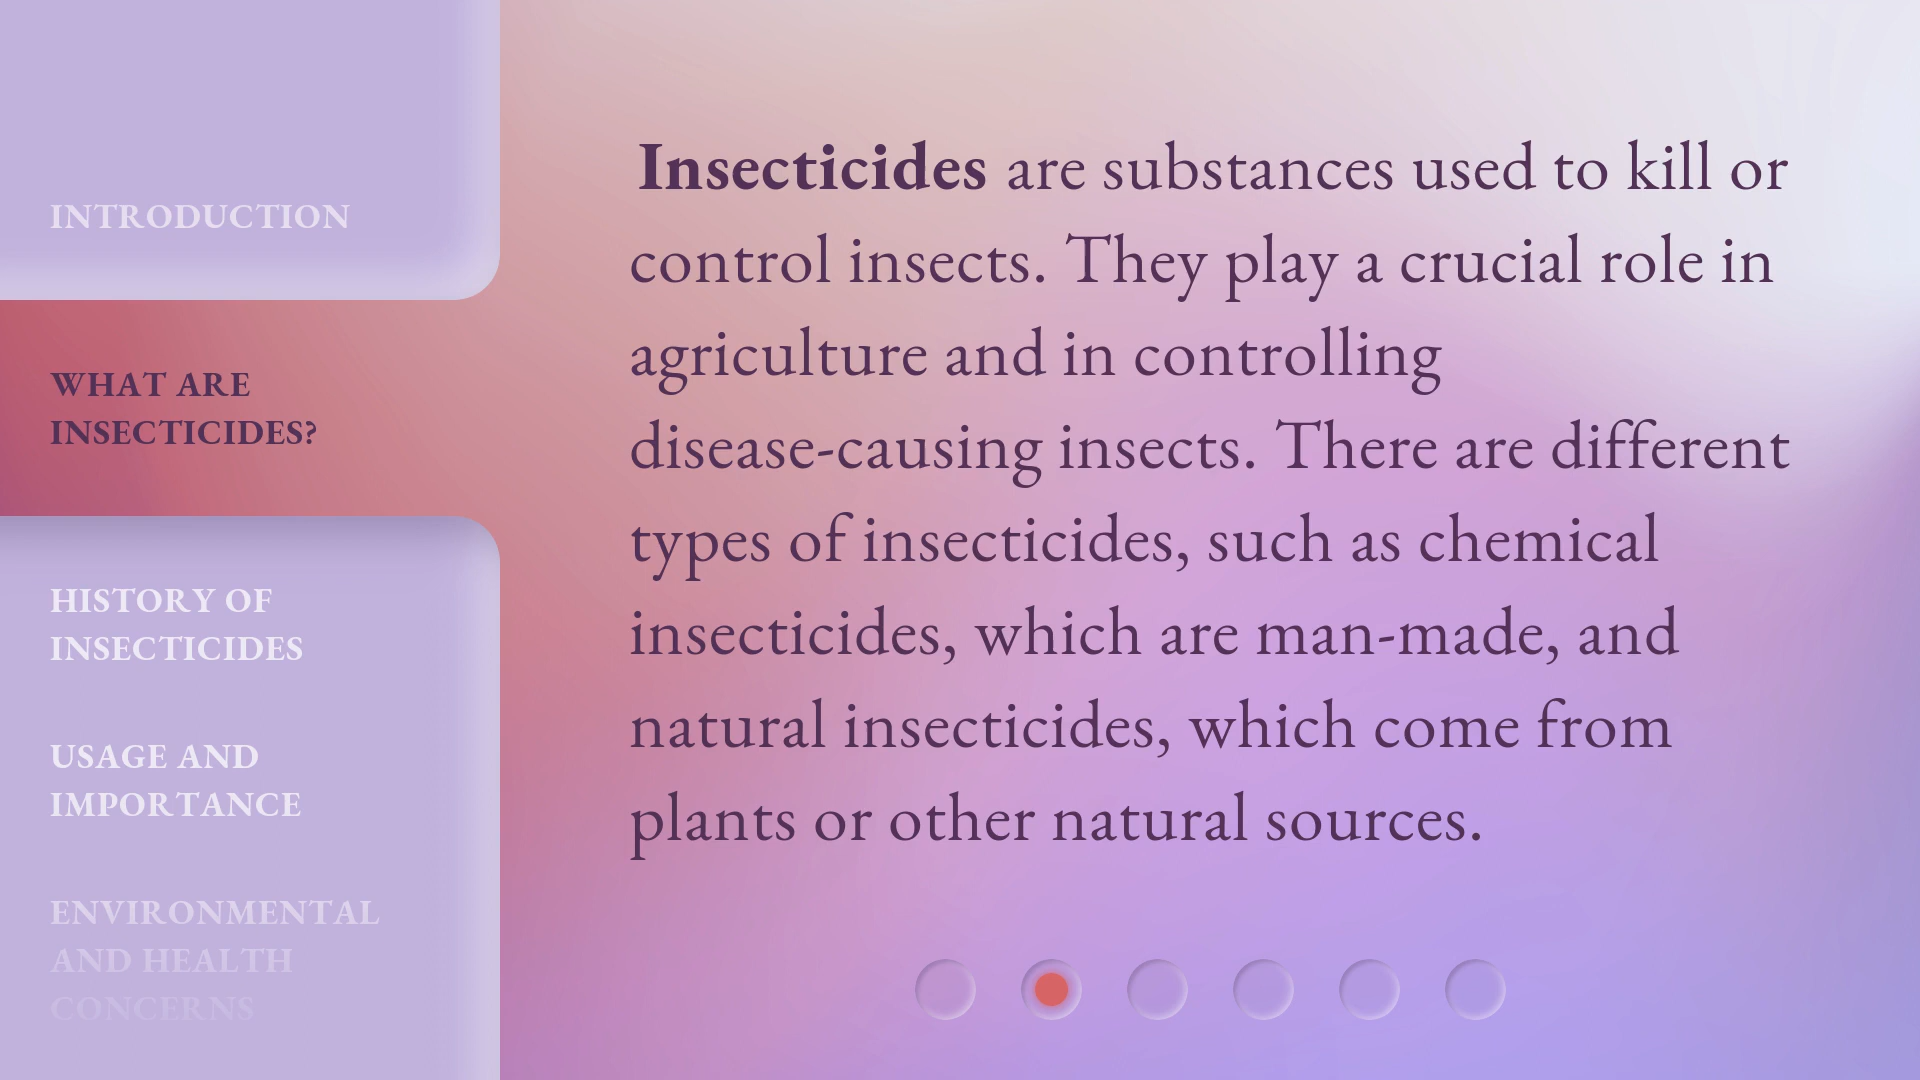 INTRODUCTION
WHAT ARE
INSECTICIDES?
HISTORY OF
INSECTICIDES
USAGE AND
IMPORTANCE
ENVIRONMENTAL
AND HEALTH
CONCERNS
Insecticides are substances used to kill or
control insects. They play a crucial role in
agriculture and in controlling
disease-causing insects. There are different
types of insecticides, such as chemical
insecticides, which are man-made, and
natural insecticides, which come from
plants or other natural sources.